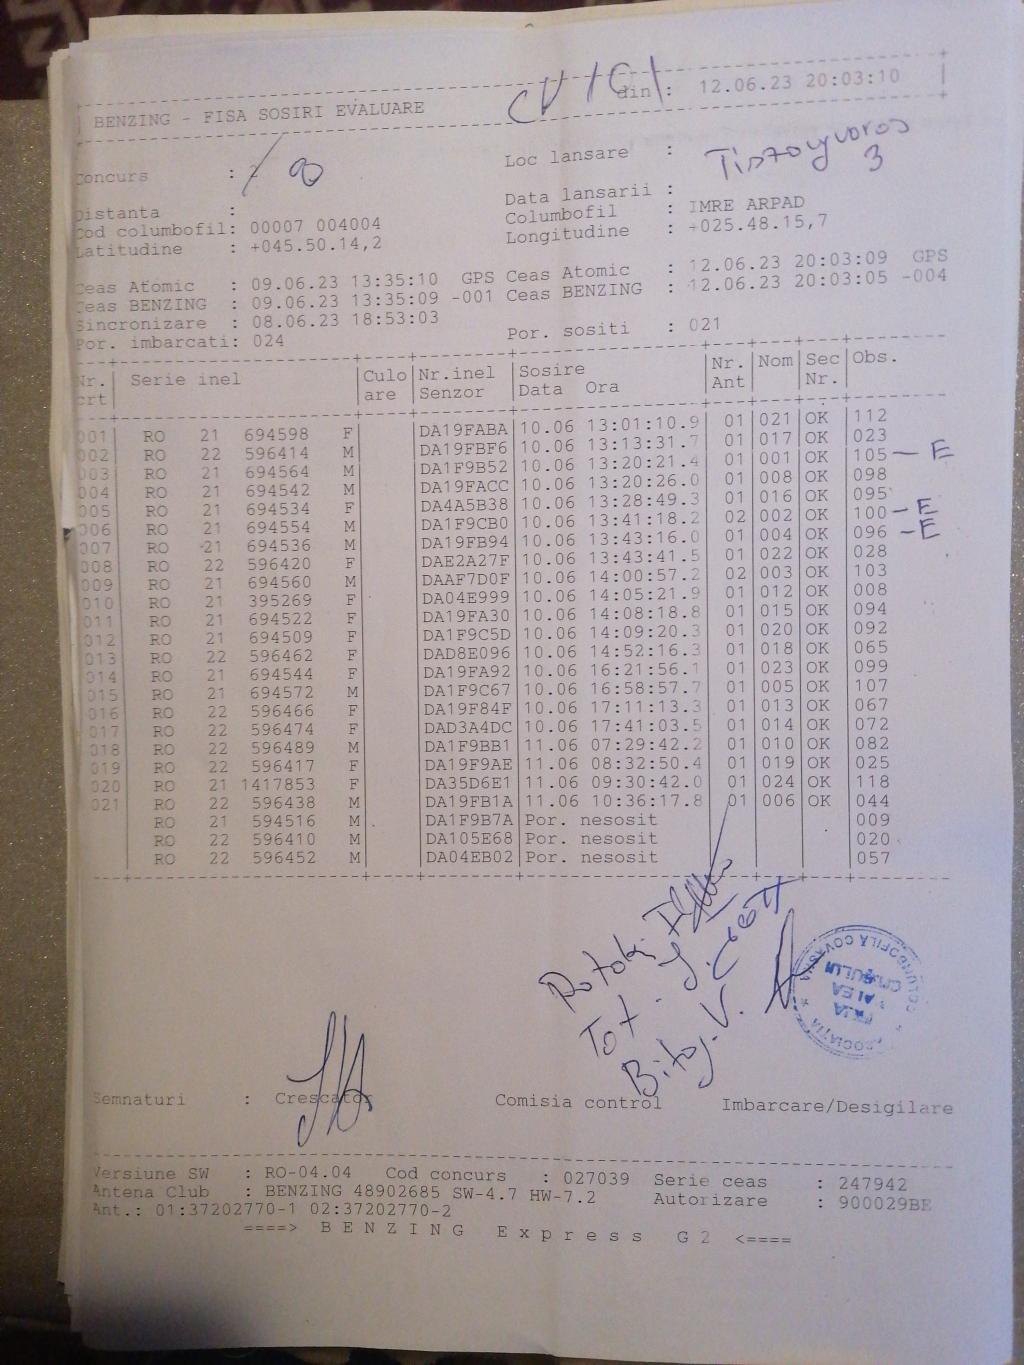 BENZING - FISA SOSIRI EVALUARE din : 12.06.23 20:03:10
Concurs : Loc lansare : Tiszaujvaros 3
Distanta : Data lansarii :
Cod columbofil: 00007 004004 Columbofil : IMRE ARPAD
Latitudine : +045.50.14,2 Longitudine : +025.48.15,7
Ceas Atomic : 09.06.23 13:35:10 GPS Ceas Atomic : 12.06.23 20:03:09 GPS
Ceas BENZING : 09.06.23 13:35:09 -001 Ceas BENZING : 12.06.23 20:03:05 -004
Sincronizare : 08.06.23 18:53:03
Por. imbarcati: 024 Por. sositi : 021
Nr. crt Serie inel Culo are Nr.inel Senzor Sosire Data Ora Nr. Ant Nom Sec Nr. Obs.
001 RO 21 694598 F DA19FABA 10.06 13:01:10.9 01 021 OK 112
002 RO 22 596414 M DA19FBF6 10.06 13:13:31.7 01 017 OK 023
003 RO 21 694564 M DA1F9B52 10.06 13:20:21.4 01 001 OK 105 - E
004 RO 21 694542 M DA19FACC 10.06 13:20:26.0 01 008 OK 098
005 RO 21 694534 F DA4A5B38 10.06 13:28:49.3 01 016 OK 095
006 RO 21 694554 M DA1F9CB0 10.06 13:41:18.2 02 002 OK 100 - E
007 RO 21 694536 M DA19FB94 10.06 13:43:16.0 01 004 OK 096 - E
008 RO 22 596420 F DAE2A27F 10.06 13:43:41.5 01 022 OK 028
009 RO 21 694560 M DAAF7D0F 10.06 14:00:57.2 02 003 OK 103
010 RO 21 395269 F DA04E999 10.06 14:05:21.9 01 012 OK 008
011 RO 21 694522 F DA19FA30 10.06 14:08:18.8 01 015 OK 094
012 RO 21 694509 F DA1F9C5D 10.06 14:09:20.3 01 020 OK 092
013 RO 22 596462 F DAD8E096 10.06 14:52:16.3 01 018 OK 065
014 RO 21 694544 F DA19FA92 10.06 16:21:56.1 01 023 OK 099
015 RO 21 694572 M DA1F9C67 10.06 16:58:57.7 01 005 OK 107
016 RO 22 596466 F DA19F84F 10.06 17:11:13.3 01 013 OK 067
017 RO 22 596474 F DAD3A4DC 10.06 17:41:03.5 01 014 OK 072
018 RO 22 596489 M DA1F9BB1 11.06 07:29:42.2 01 010 OK 082
019 RO 22 596417 F DA19F9AE 11.06 08:32:50.4 01 019 OK 025
020 RO 21 1417853 F DA35D6E1 11.06 09:30:42.0 01 024 OK 118
021 RO 22 596438 M DA19FB1A 11.06 10:36:17.8 01 006 OK 044
RO 21 594516 M DA1F9B7A Por. nesosit 009
RO 22 596410 M DA105E68 Por. nesosit 020
RO 22 596452 M DA04EB02 Por. nesosit 057
Semnaturi : Crescator Comisia control Imbarcare/Desigilare
Versiune SW : RO-04.04 Cod concurs : 027039 Serie ceas : 247942
Antena Club : BENZING 48902685 SW-4.7 HW-7.2 Autorizare : 900029BE
Ant.: 01:37202770-1 02:37202770-2
====> B E N Z I N G E x p r e s s G 2 <====